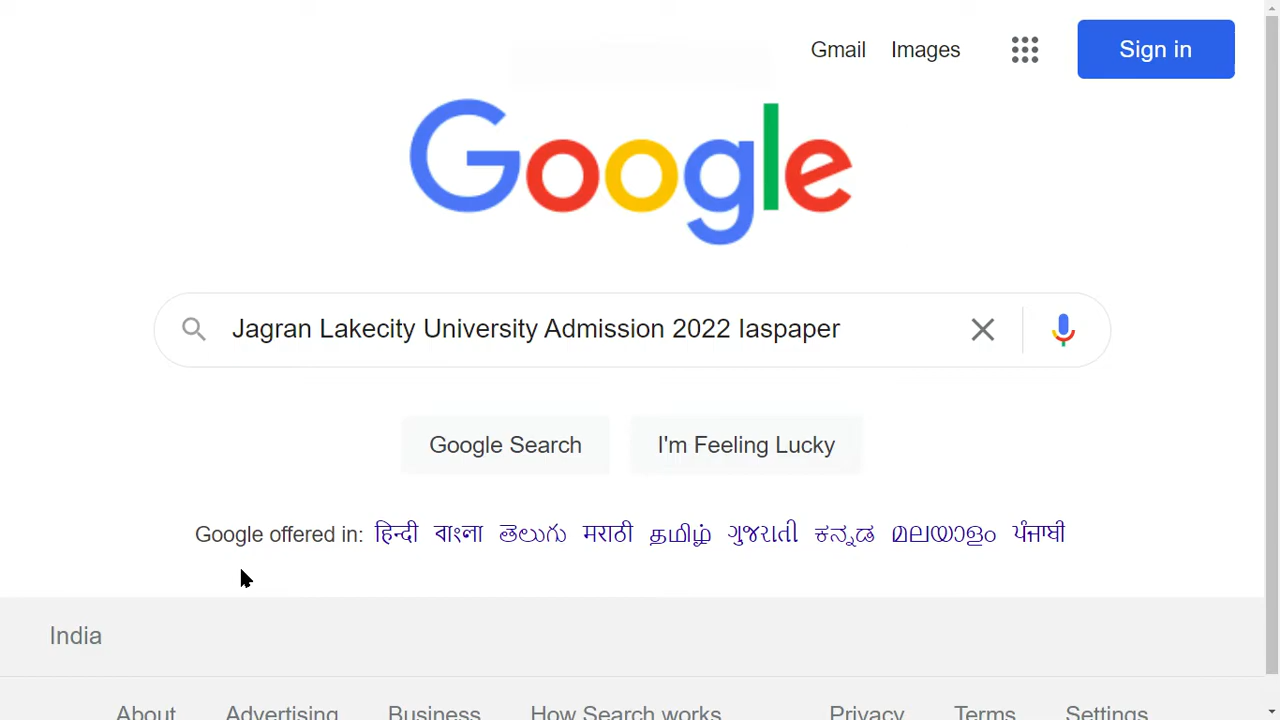 Gmail Images Sign in
Google
Jagran Lakecity University Admission 2022 Iaspaper
Google Search I'm Feeling Lucky
Google offered in: हिन्दी বাংলা తెలుగు मराठी தமிழ் ગુજરાતી ಕನ್ನಡ മലയാളം ਪੰਜਾਬੀ
India
About Advertising Business How Search works Privacy Terms Settings